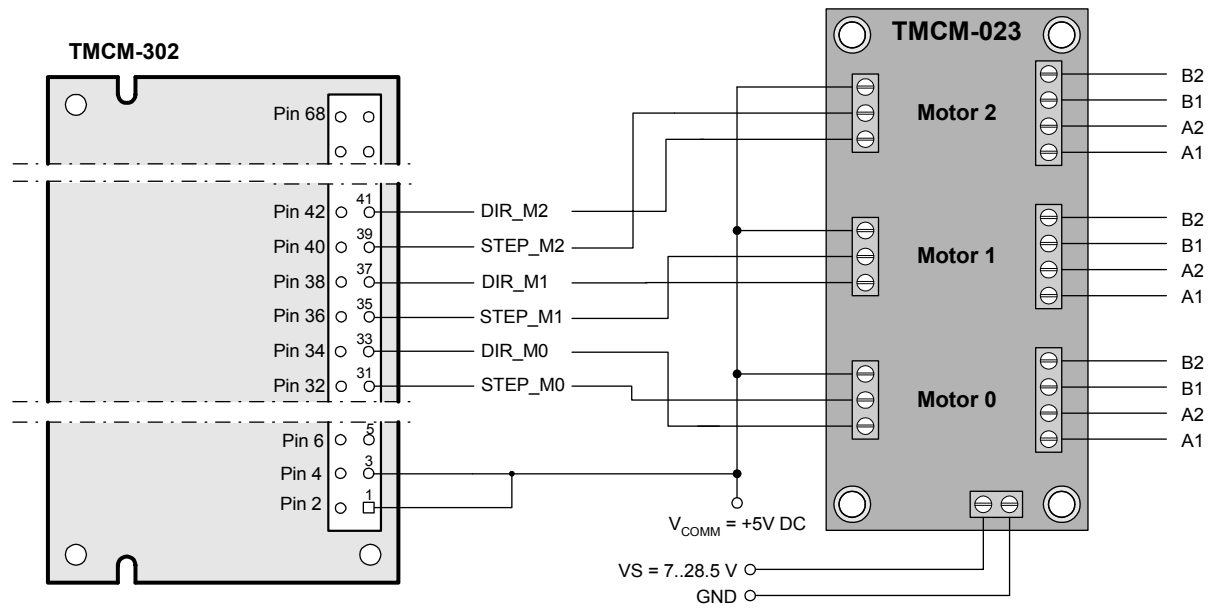 TMCM-302
Pin 68
Pin 42
41
DIR_M2
Pin 40
39
STEP_M2
Pin 38
37
DIR_M1
Pin 36
35
STEP_M1
Pin 34
33
DIR_M0
Pin 32
31
STEP_M0
Pin 6
5
Pin 4
3
Pin 2
1
VCOMM = +5V DC
VS = 7..28.5 V
GND
TMCM-023
Motor 2
B2
B1
A2
A1
Motor 1
B2
B1
A2
A1
Motor 0
B2
B1
A2
A1